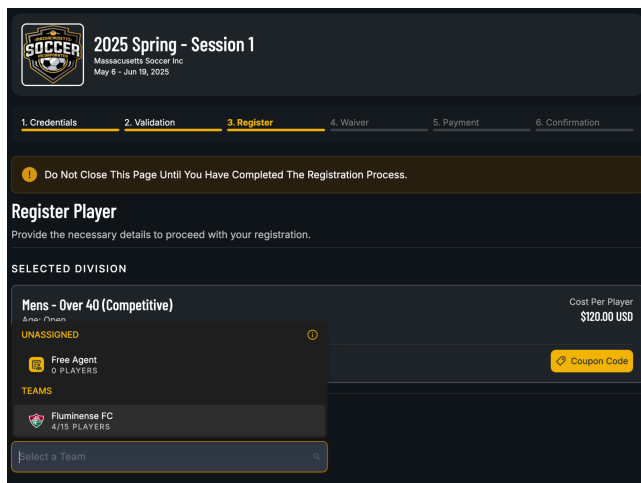 MASSACHUSETTS
SOCCER
INCORPORATED
2025 Spring - Session 1
Massacusetts Soccer Inc
May 6 - Jun 19, 2025
1. Credentials
2. Validation
3. Register
4. Waiver
5. Payment
6. Confirmation
Do Not Close This Page Until You Have Completed The Registration Process.
Register Player
Provide the necessary details to proceed with your registration.
SELECTED DIVISION
Mens - Over 40 (Competitive)
Age: Open
Cost Per Player
$120.00 USD
UNASSIGNED
Free Agent
0 PLAYERS
Coupon Code
TEAMS
Fluminense FC
4/15 PLAYERS
Select a Team